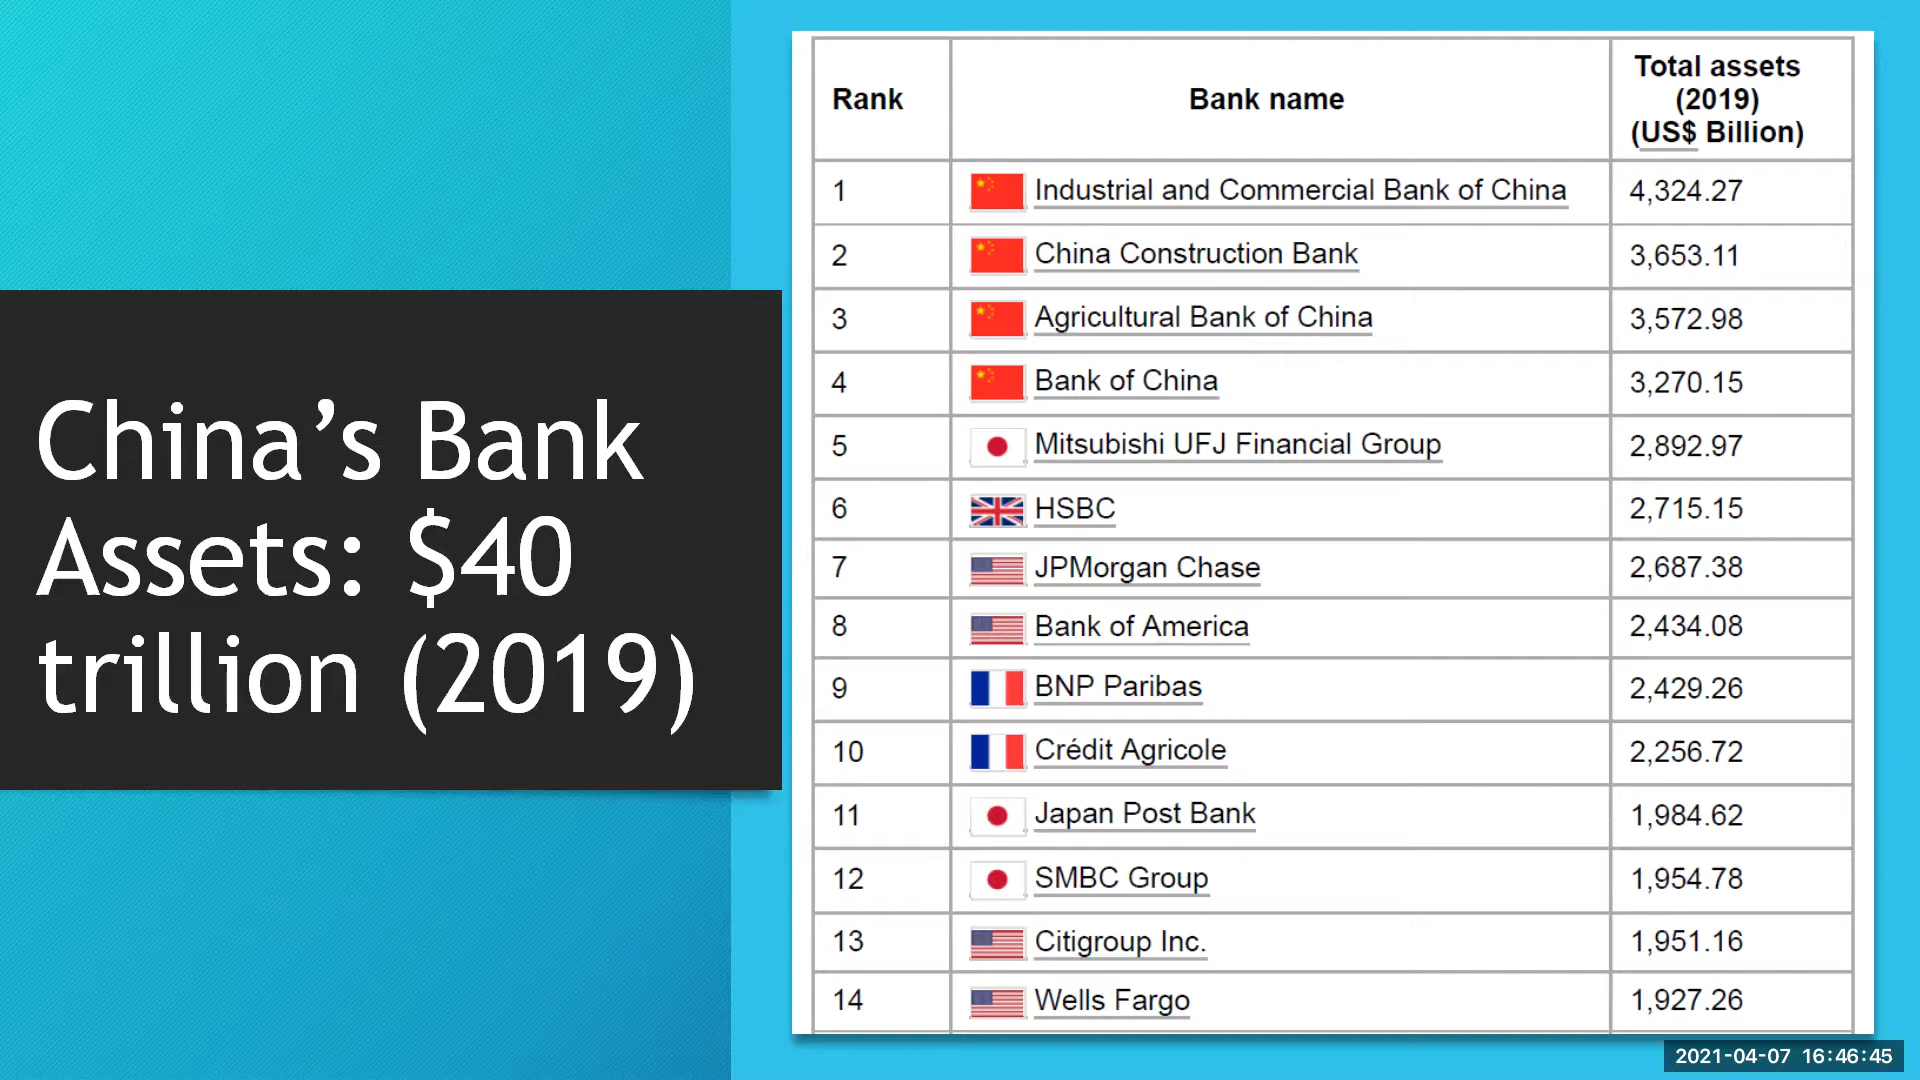 China’s Bank
Assets: $40
trillion (2019)
Rank Bank name Total assets
(2019)
(US$ Billion)
1 Industrial and Commercial Bank of China 4,324.27
2 China Construction Bank 3,653.11
3 Agricultural Bank of China 3,572.98
4 Bank of China 3,270.15
5 Mitsubishi UFJ Financial Group 2,892.97
6 HSBC 2,715.15
7 JPMorgan Chase 2,687.38
8 Bank of America 2,434.08
9 BNP Paribas 2,429.26
10 Crédit Agricole 2,256.72
11 Japan Post Bank 1,984.62
12 SMBC Group 1,954.78
13 Citigroup Inc. 1,951.16
14 Wells Fargo 1,927.26
2021-04-07 16:46:45